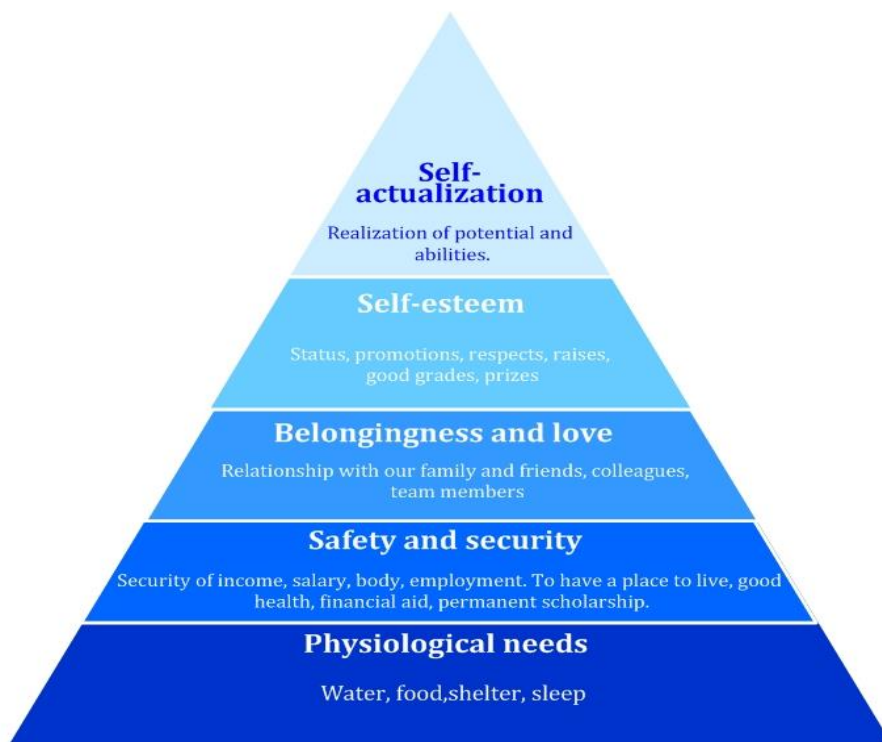 Self-
actualization
Realization of potential and
abilities.
Self-esteem
Status, promotions, respects, raises,
good grades, prizes
Belongingness and love
Relationship with our family and friends, colleagues,
team members
Safety and security
Security of income, salary, body, employment. To have a place to live, good
health, financial aid, permanent scholarship.
Physiological needs
Water, food,shelter, sleep